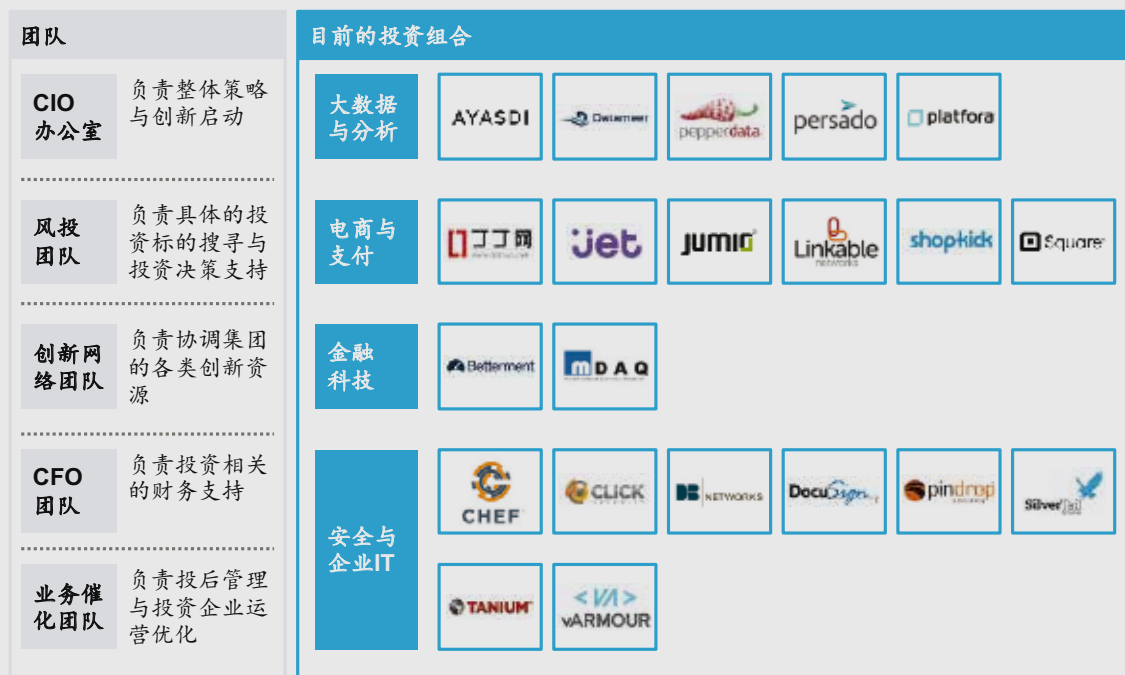 团队
CIO
办公室
负责整体策略
与创新启动
风投
团队
负责具体的投
资标的搜寻与
投资决策支持
创新网
络团队
负责协调集团
的各类创新资
源
CFO
团队
负责投资相关
的财务支持
业务催
化团队
负责投后管理
与投资企业运
营优化
目前的投资组合
大数据
与分析
AYASDI
Datameer
pepperdata
persado
platfora
电商与
支付
丁丁网
jet
jumio
Linkable
networks
shopkick
Square
金融
科技
Betterment
mDAQ
安全与
企业IT
CHEF
CLICK
NETWORKS
DocuSign
pindrop
SilverTail
TANIUM
<VA>
vARMOUR